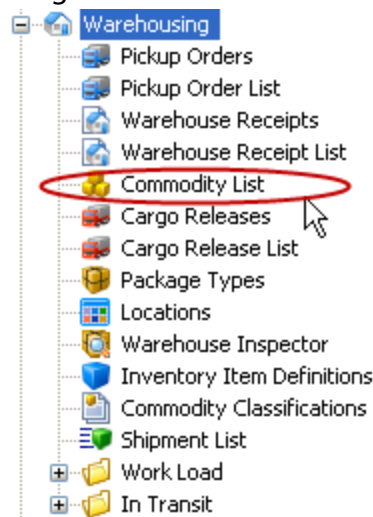 Warehousing
Pickup Orders
Pickup Order List
Warehouse Receipts
Warehouse Receipt List
Commodity List
Cargo Releases
Cargo Release List
Package Types
Locations
Warehouse Inspector
Inventory Item Definitions
Commodity Classifications
Shipment List
Work Load
In Transit